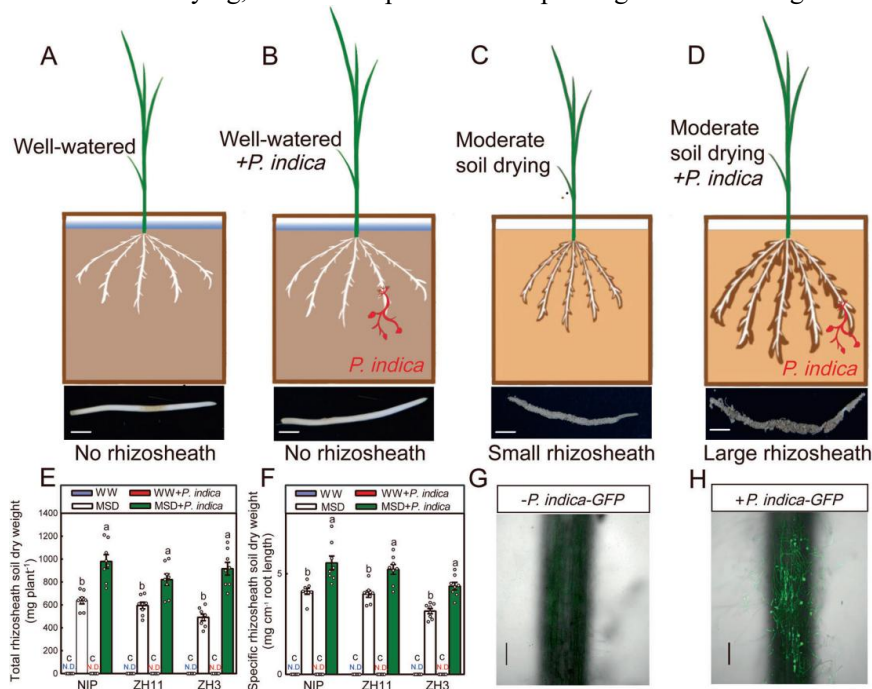 A
B
C
D
Well-watered
Well-watered
+P. indica
Moderate
soil drying
Moderate
soil drying
+P. indica
P. indica
P. indica
No rhizosheath
No rhizosheath
Small rhizosheath
Large rhizosheath
E
WW WW+P. indica
MSD MSD+P. indica
Total rhizosheath soil dry weight
(mg plant-1)
1400
1200
1000
800
600
400
200
0
b a b a b a
c c c
N.D. N.D. N.D. N.D. N.D. N.D.
NIP ZH11 ZH3
F
WW WW+P. indica
MSD MSD+P. indica
Specific rhizosheath soil dry weight
(mg cm-1 root length)
5
0
b a b a b a
c c c
N.D. N.D. N.D. N.D. N.D. N.D.
NIP ZH11 ZH3
G
-P. indica-GFP
H
+P. indica-GFP